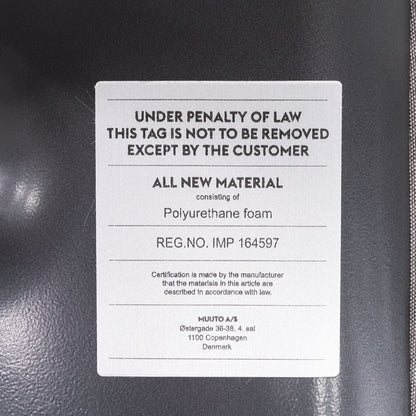 UNDER PENALTY OF LAW
THIS TAG IS NOT TO BE REMOVED
EXCEPT BY THE CUSTOMER
ALL NEW MATERIAL
consisting of
Polyurethane foam
REG.NO. IMP 164597
Certification is made by the manufacturer
that the materials in this article are
described in accordance with law.
MUUTO A/S
Østergade 36-38, 4. sal
1100 Copenhagen
Denmark